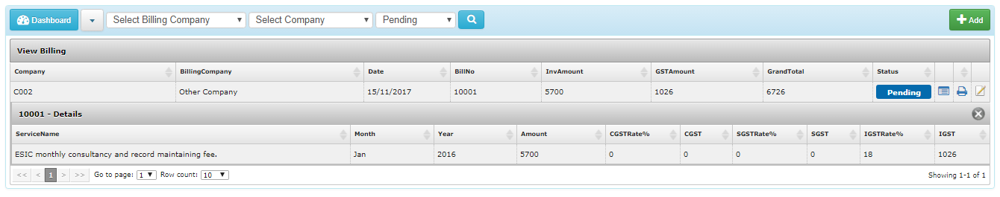 Dashboard Select Billing Company Select Company Pending Add
View Billing
Company BillingCompany Date BillNo InvAmount GSTAmount GrandTotal Status
C002 Other Company 15/11/2017 10001 5700 1026 6726 Pending
10001 - Details
ServiceName Month Year Amount CGSTRate% CGST SGSTRate% SGST IGSTRate% IGST
ESIC monthly consultancy and record maintaining fee. Jan 2016 5700 0 0 0 0 18 1026
<< < 1 > >> Go to page: 1 Row count: 10 Showing 1-1 of 1